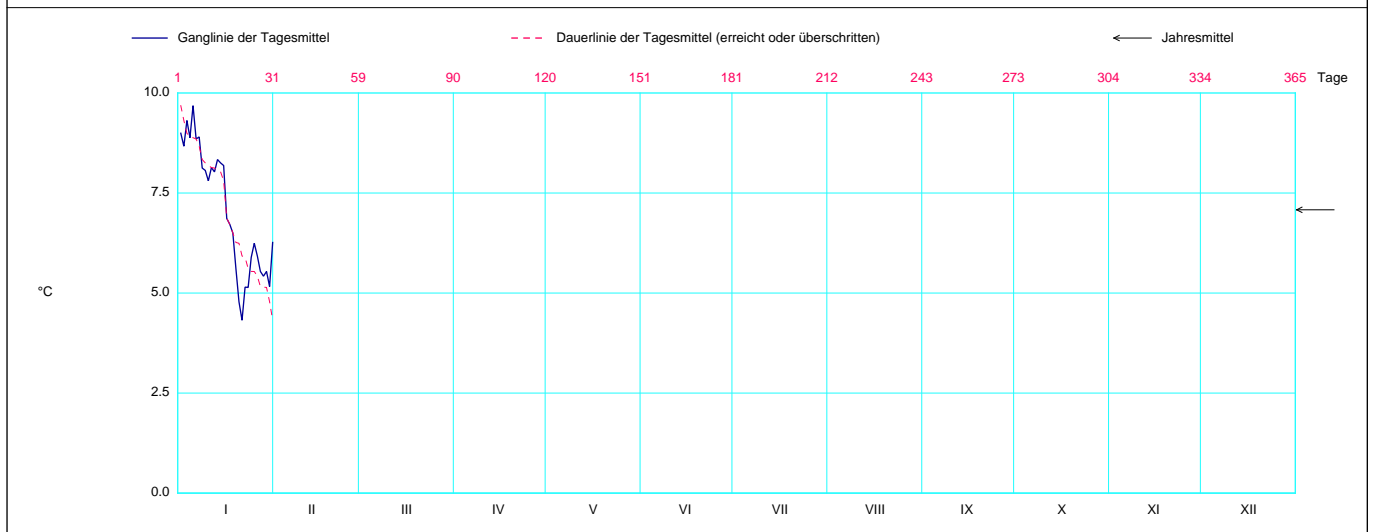 Ganglinie der Tagesmittel Dauerlinie der Tagesmittel (erreicht oder überschritten) Jahresmittel
1 31 59 90 120 151 181 212 243 273 304 334 365 Tage
10.0
7.5
°C
5.0
2.5
0.0
I II III IV V VI VII VIII IX X XI XII